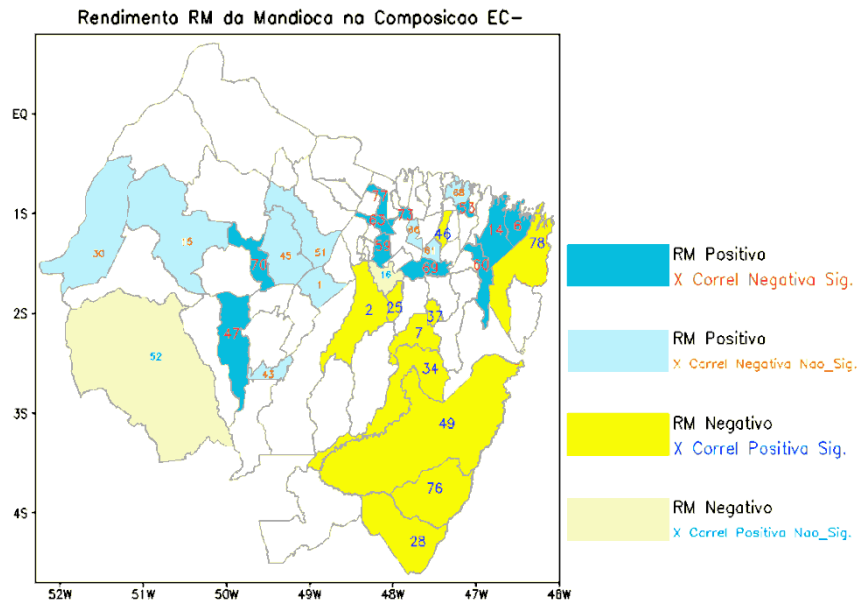 Rendimento RM da Mandioca na Composicao EC-
EQ
1S
2S
3S
4S
52W
51W
50W
49W
48W
47W
46W
30
15
70
45
51
1
47
43
52
59
16
2
25
37
7
34
46
14
6
78
60
68
49
76
28
RM Positivo
X Correl Negativa Sig.
RM Positivo
X Correl Negativa Nao_Sig.
RM Negativo
X Correl Positiva Sig.
RM Negativo
X Correl Positiva Nao_Sig.